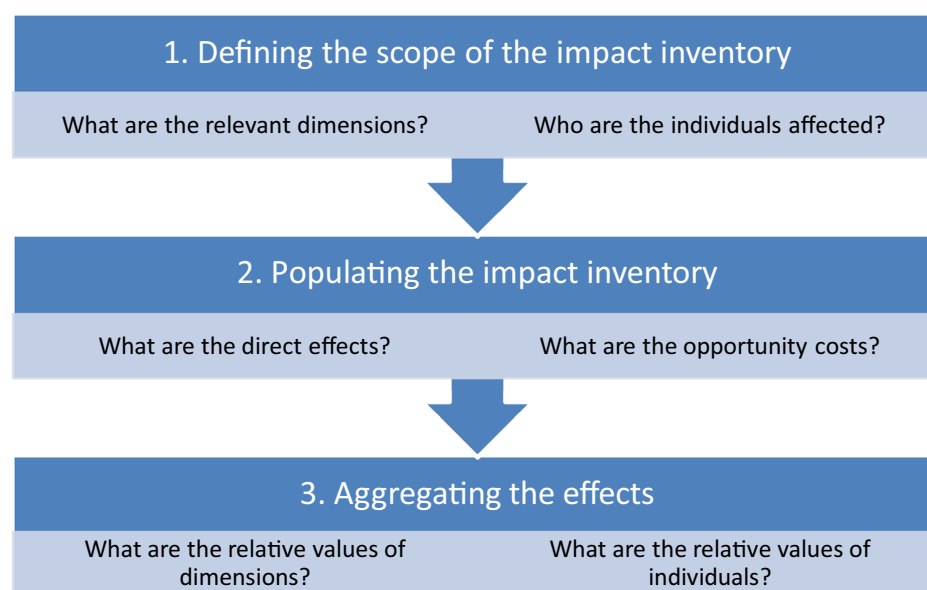 1. Defining the scope of the impact inventory
What are the relevant dimensions?
Who are the individuals affected?
2. Populating the impact inventory
What are the direct effects?
What are the opportunity costs?
3. Aggregating the effects
What are the relative values of
dimensions?
What are the relative values of
individuals?